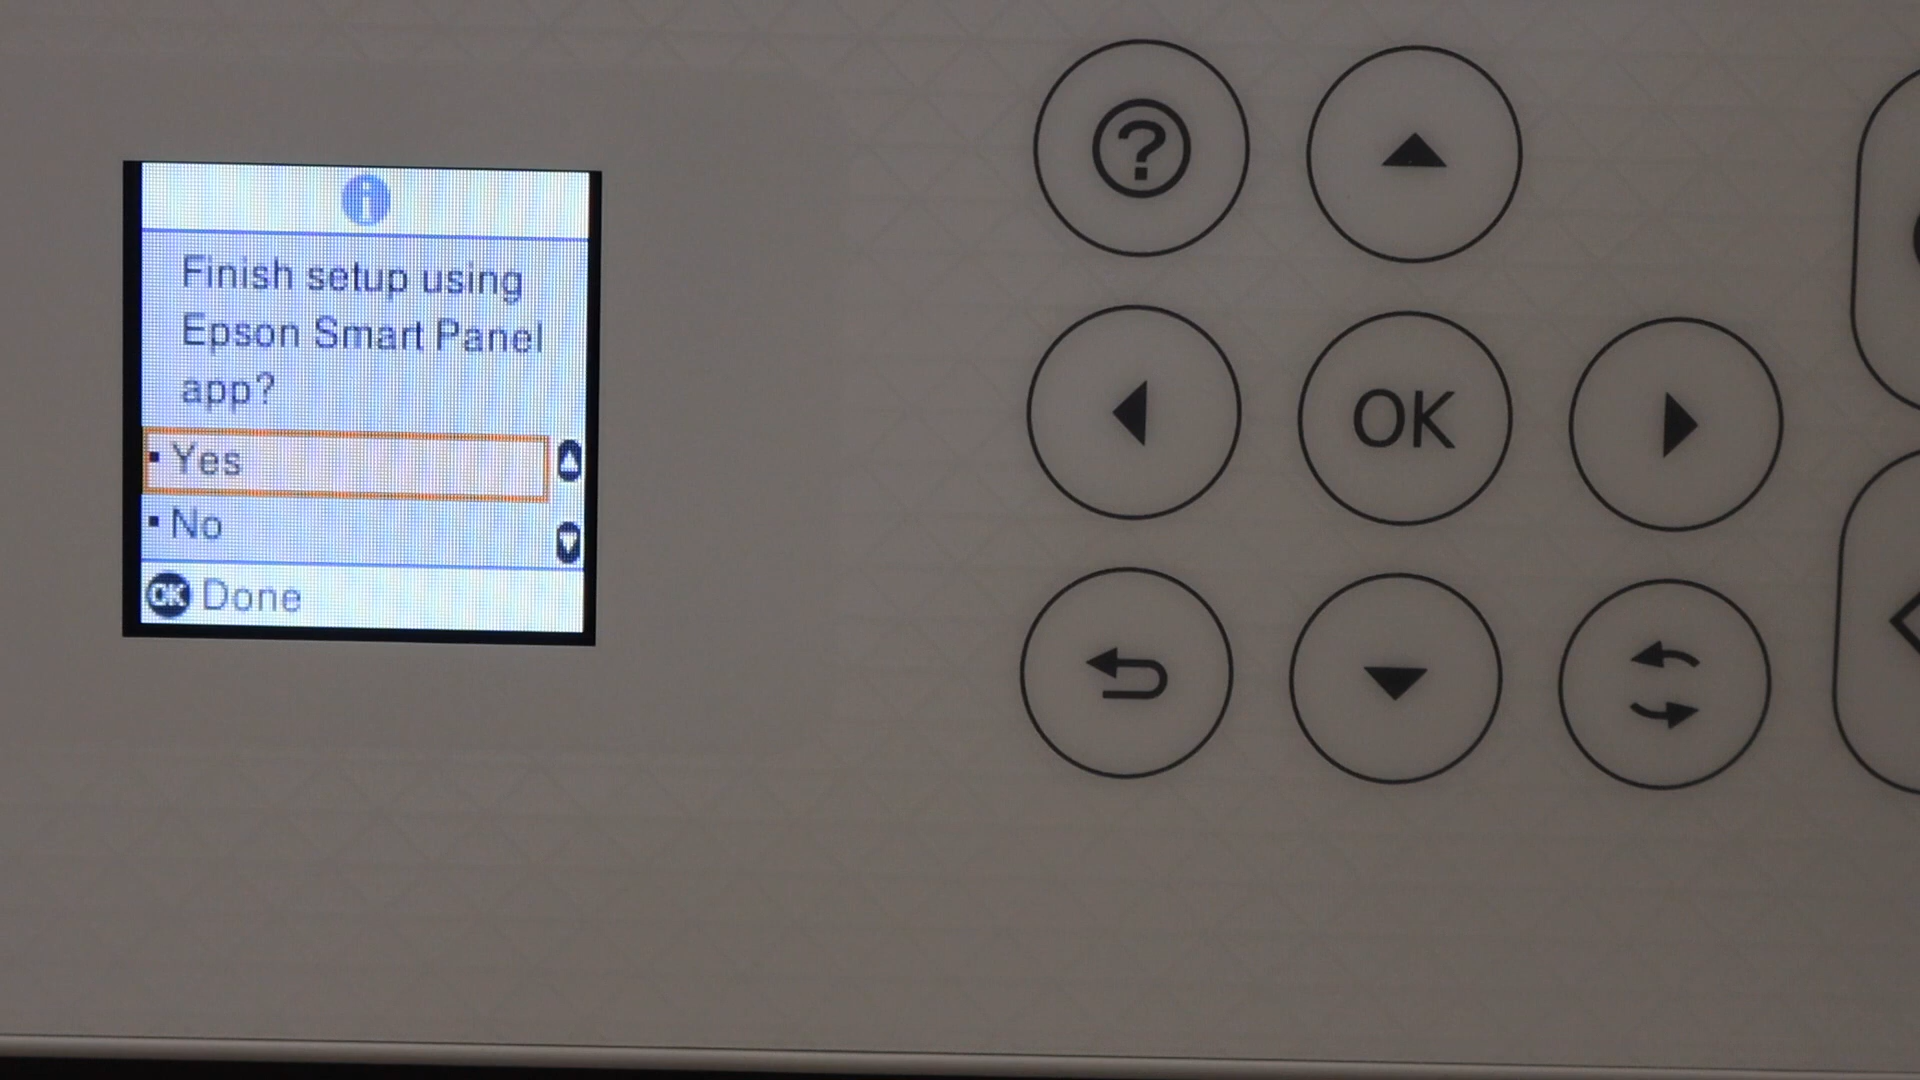 Finish setup using
Epson Smart Panel
app?
Yes
No
OK Done
?
OK